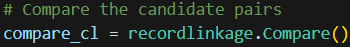 # Compare the candidate pairs
compare_cl = recordlinkage.Compare()